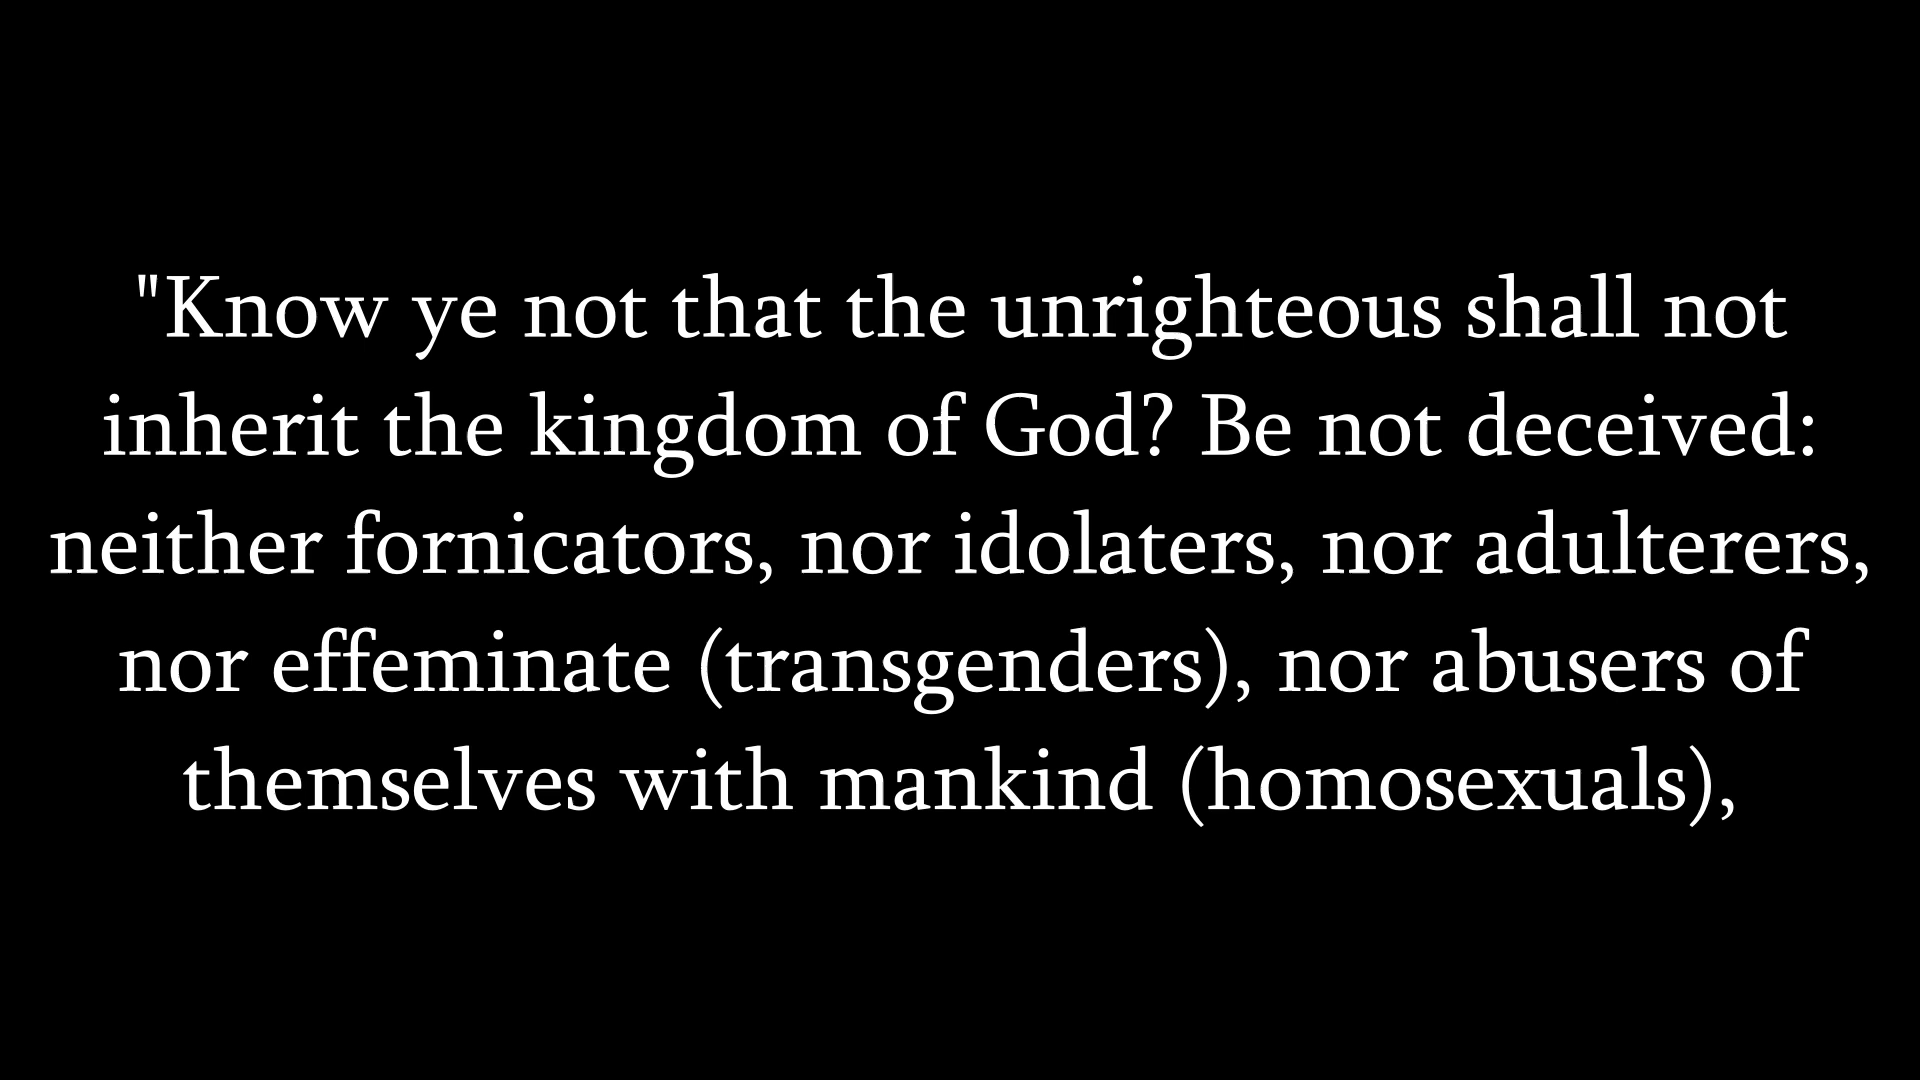 "Know ye not that the unrighteous shall not
inherit the kingdom of God? Be not deceived:
neither fornicators, nor idolaters, nor adulterers,
nor effeminate (transgenders), nor abusers of
themselves with mankind (homosexuals),